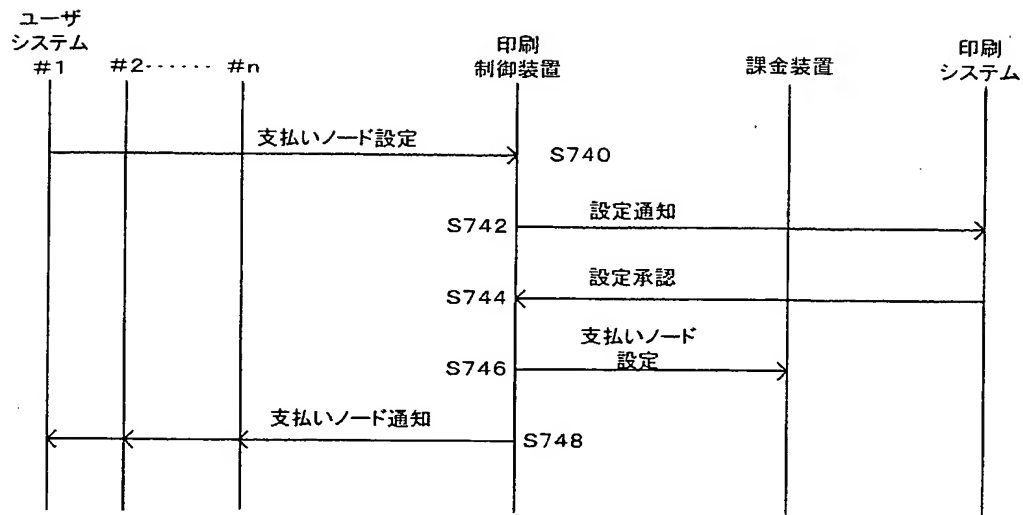 ユーザ
システム
#1 #2・・・・・・ #n
印刷
制御装置
課金装置
印刷
システム
支払いノード設定
S740
S742
設定通知
S744
設定承認
S746
支払いノード
設定
支払いノード通知
S748